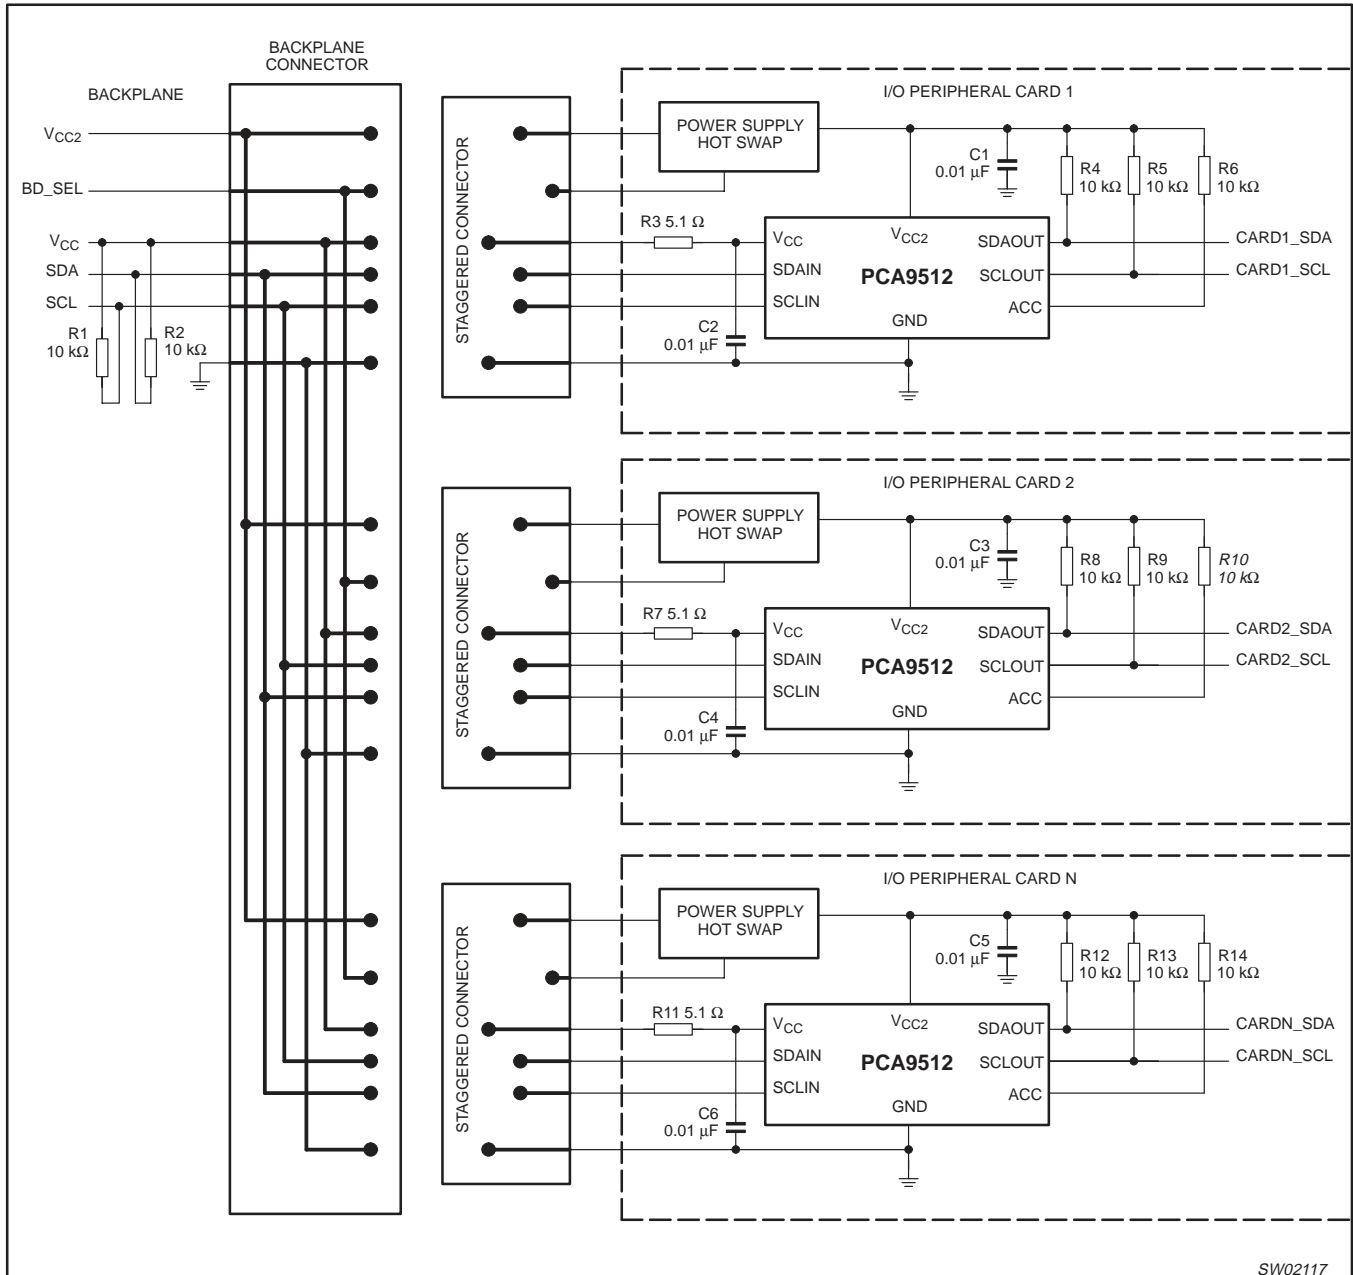 BACKPLANE
CONNECTOR
BACKPLANE
VCC2
BD_SEL
VCC
SDA
SCL
R1
10 kΩ
R2
10 kΩ
STAGGERED CONNECTOR
I/O PERIPHERAL CARD 1
POWER SUPPLY
HOT SWAP
C1
0.01 µF
R4
10 kΩ
R5
10 kΩ
R6
10 kΩ
R3 5.1 Ω
VCC
VCC2
SDAOUT
CARD1_SDA
SDAIN
PCA9512
SCLOUT
CARD1_SCL
SCLIN
ACC
GND
C2
0.01 µF
STAGGERED CONNECTOR
I/O PERIPHERAL CARD 2
POWER SUPPLY
HOT SWAP
C3
0.01 µF
R8
10 kΩ
R9
10 kΩ
R10
10 kΩ
R7 5.1 Ω
VCC
VCC2
SDAOUT
CARD2_SDA
SDAIN
PCA9512
SCLOUT
CARD2_SCL
SCLIN
ACC
GND
C4
0.01 µF
STAGGERED CONNECTOR
I/O PERIPHERAL CARD N
POWER SUPPLY
HOT SWAP
C5
0.01 µF
R12
10 kΩ
R13
10 kΩ
R14
10 kΩ
R11 5.1 Ω
VCC
VCC2
SDAOUT
CARDN_SDA
SDAIN
PCA9512
SCLOUT
CARDN_SCL
SCLIN
ACC
GND
C6
0.01 µF
SW02117